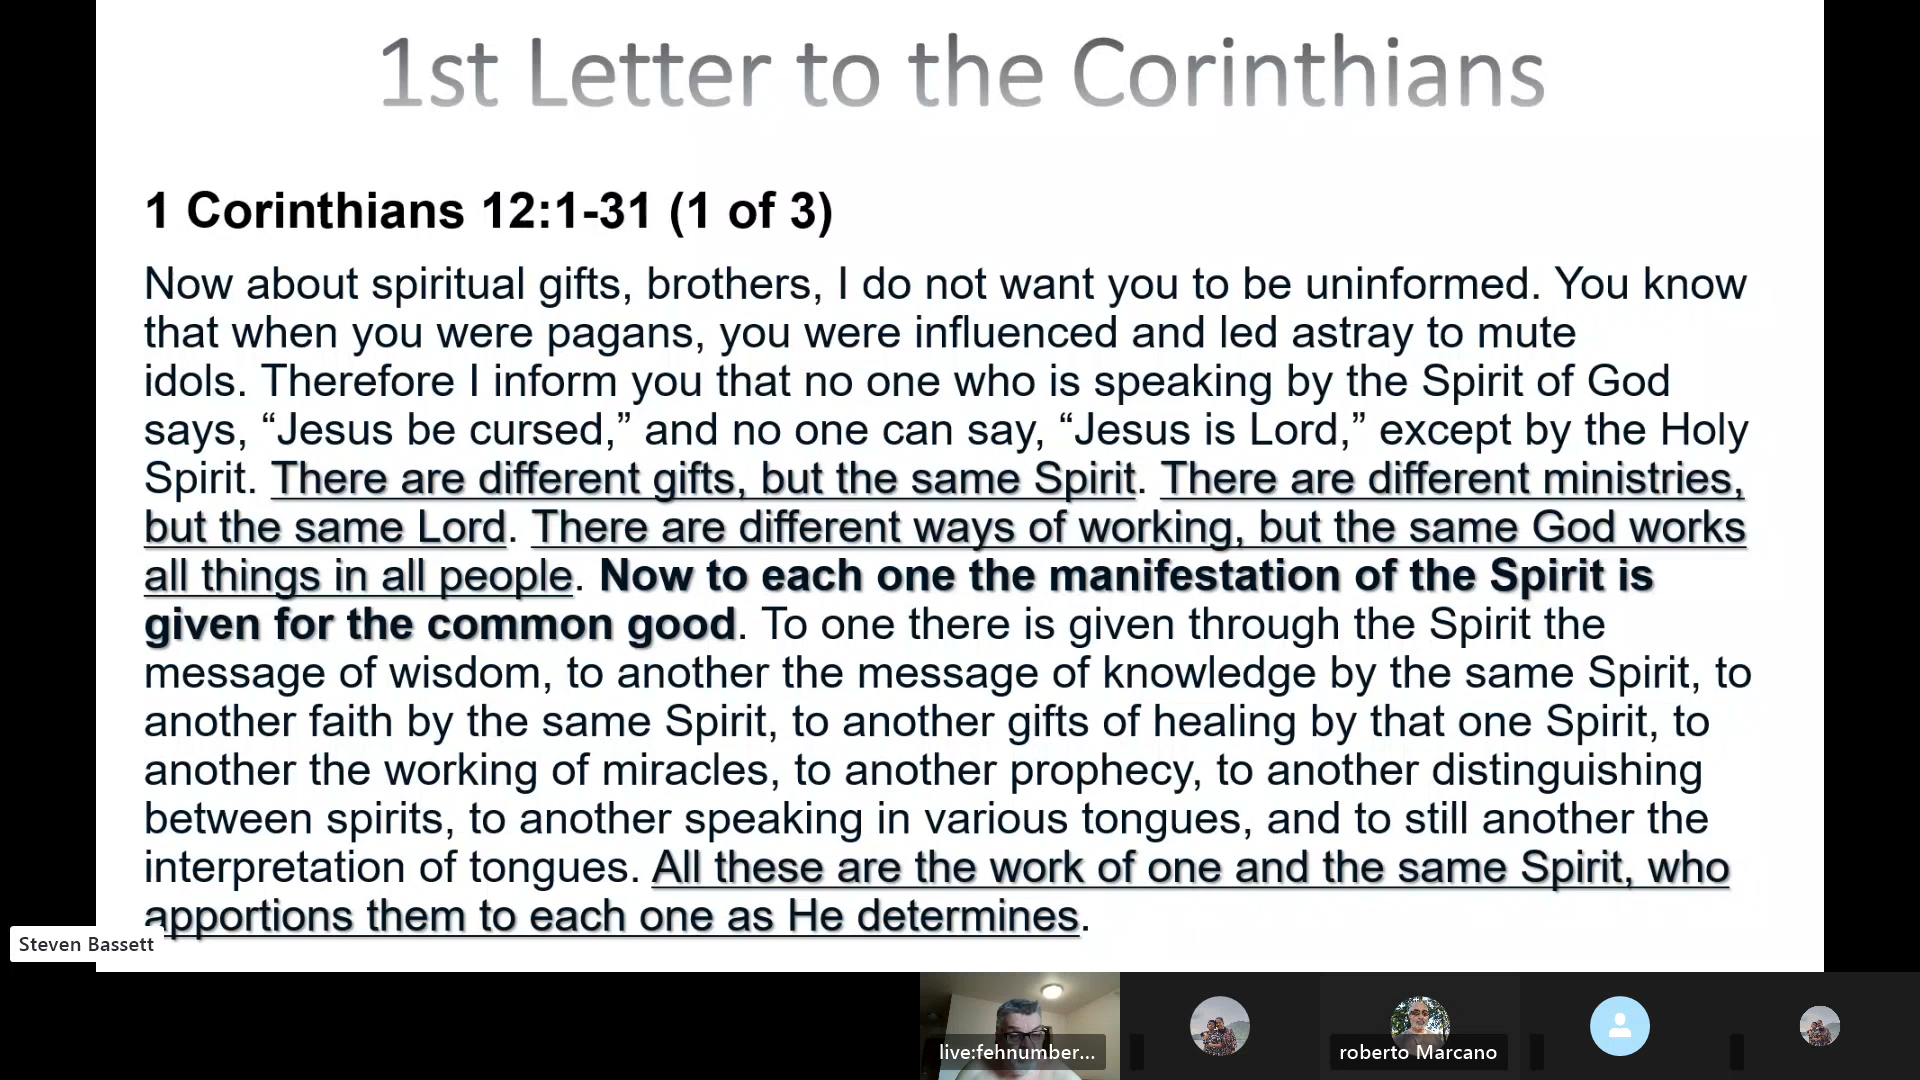 1st Letter to the Corinthians
1 Corinthians 12:1-31 (1 of 3)
Now about spiritual gifts, brothers, I do not want you to be uninformed. You know
that when you were pagans, you were influenced and led astray to mute
idols. Therefore I inform you that no one who is speaking by the Spirit of God
says, “Jesus be cursed,” and no one can say, “Jesus is Lord,” except by the Holy
Spirit. There are different gifts, but the same Spirit. There are different ministries,
but the same Lord. There are different ways of working, but the same God works
all things in all people. Now to each one the manifestation of the Spirit is
given for the common good. To one there is given through the Spirit the
message of wisdom, to another the message of knowledge by the same Spirit, to
another faith by the same Spirit, to another gifts of healing by that one Spirit, to
another the working of miracles, to another prophecy, to another distinguishing
between spirits, to another speaking in various tongues, and to still another the
interpretation of tongues. All these are the work of one and the same Spirit, who
apportions them to each one as He determines.
Steven Bassett
live:fehnumber...
roberto Marcano